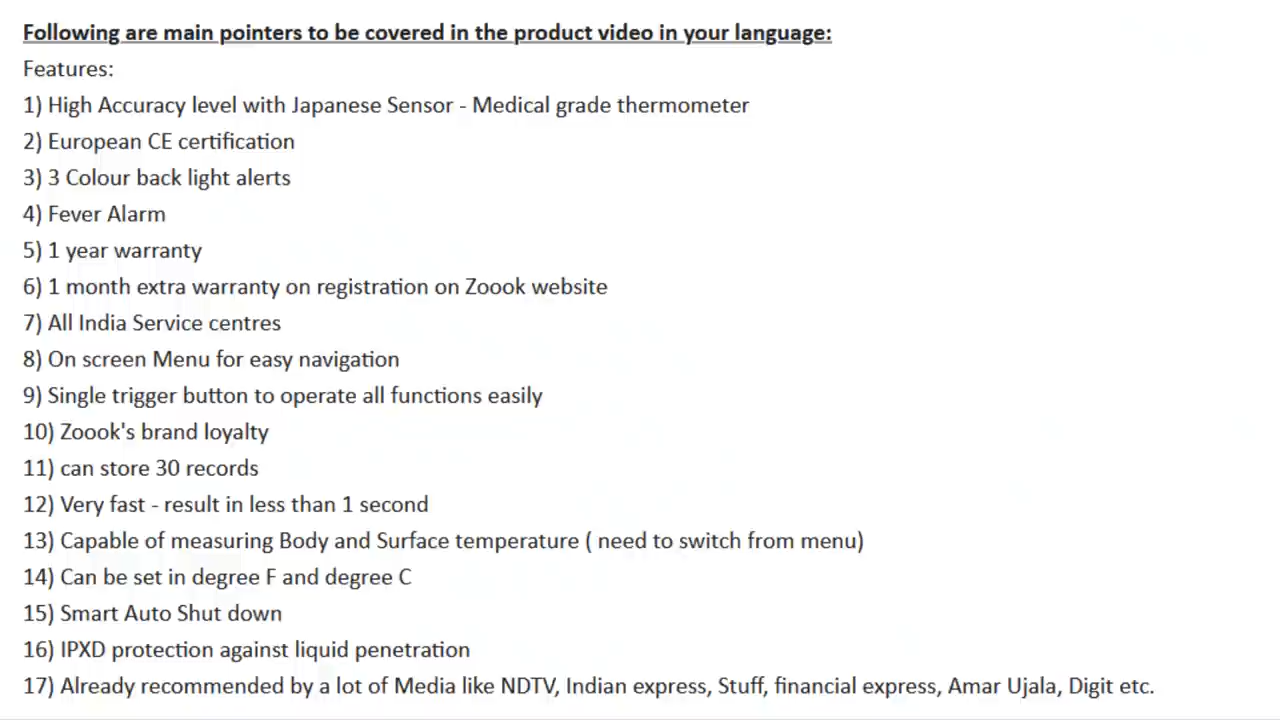 Following are main pointers to be covered in the product video in your language:
Features:
1) High Accuracy level with Japanese Sensor - Medical grade thermometer
2) European CE certification
3) 3 Colour back light alerts
4) Fever Alarm
5) 1 year warranty
6) 1 month extra warranty on registration on Zoook website
7) All India Service centres
8) On screen Menu for easy navigation
9) Single trigger button to operate all functions easily
10) Zoook's brand loyalty
11) can store 30 records
12) Very fast - result in less than 1 second
13) Capable of measuring Body and Surface temperature ( need to switch from menu)
14) Can be set in degree F and degree C
15) Smart Auto Shut down
16) IPXD protection against liquid penetration
17) Already recommended by a lot of Media like NDTV, Indian express, Stuff, financial express, Amar Ujala, Digit etc.